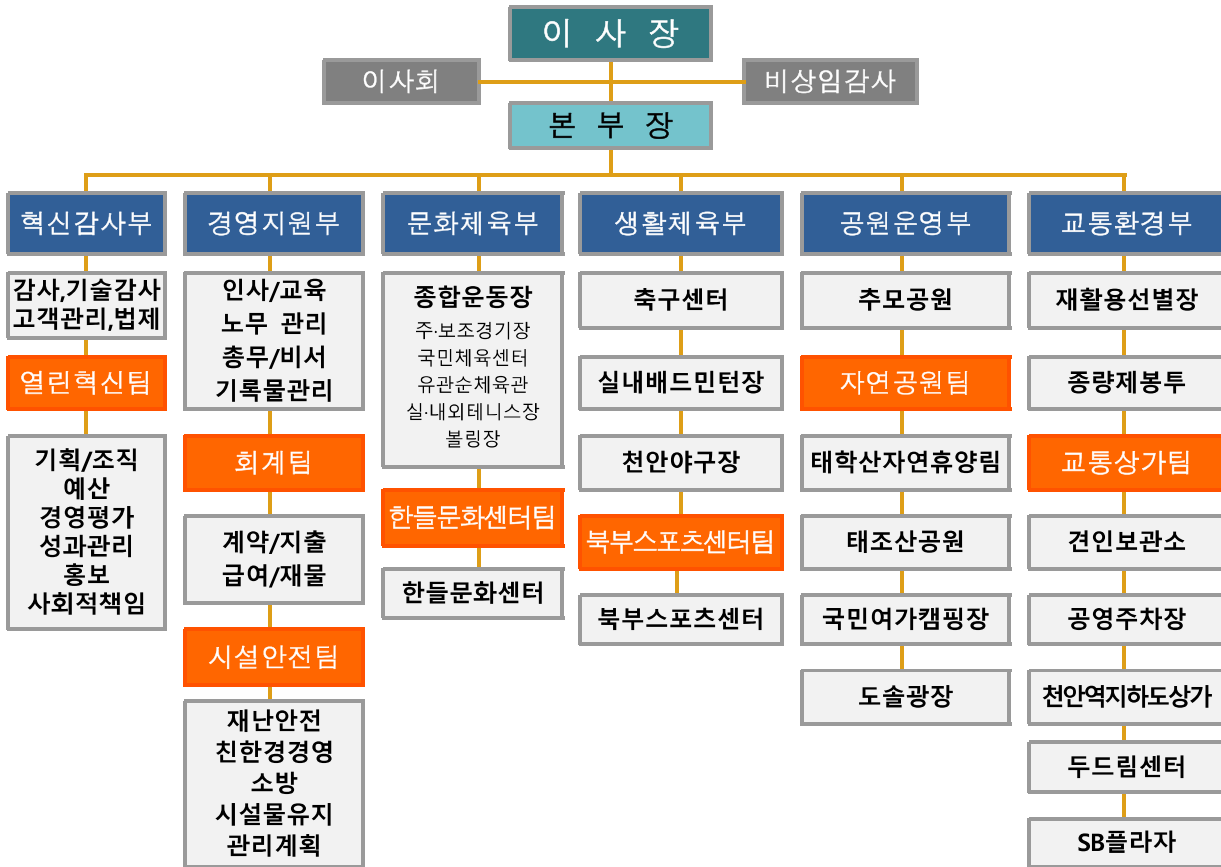 이 사 장
이사회
비상임감사
본 부 장
혁신감사부
감사,기술감사
고객관리,법제
열린혁신팀
기획/조직
예산
경영평가
성과관리
홍보
사회적책임
경영지원부
인사/교육
노무 관리
총무/비서
기록물관리
회계팀
계약/지출
급여/재물
시설안전팀
재난안전
친한경경영
소방
시설물유지
관리계획
문화체육부
종합운동장
주·보조경기장
국민체육센터
유관순체육관
실·내외테니스장
볼링장
한들문화센터팀
한들문화센터
생활체육부
축구센터
실내배드민턴장
천안야구장
북부스포츠센터팀
북부스포츠센터
공원운영부
추모공원
자연공원팀
태학산자연휴양림
태조산공원
국민여가캠핑장
도솔광장
교통환경부
재활용선별장
종량제봉투
교통상가팀
견인보관소
공영주차장
천안역지하도상가
두드림센터
SB플라자